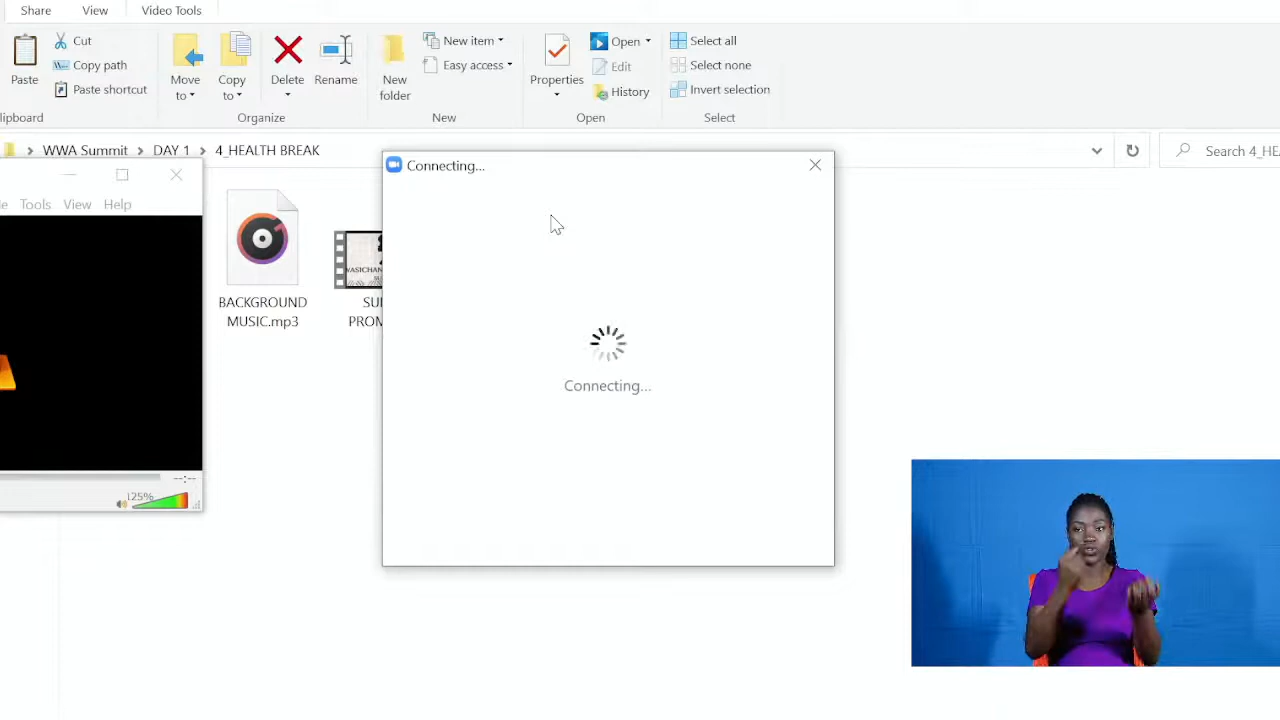 Share View Video Tools
Cut
Copy path
Paste shortcut
Paste
lipboard
Move to
Copy to
Delete
Rename
Organize
New folder
New item
Easy access
New
Properties
Open
Edit
History
Open
Select all
Select none
Invert selection
Select
WWA Summit DAY 1 4_HEALTH BREAK
Search 4_HEA
Connecting...
Tools View Help
BACKGROUND
MUSIC.mp3
Connecting...
125%
--:--